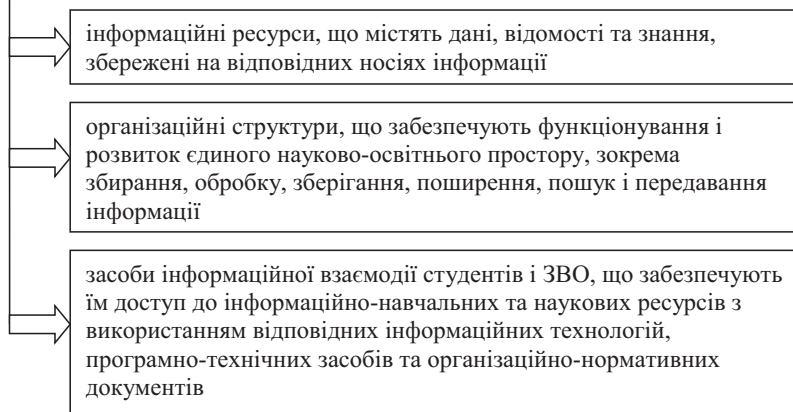 інформаційні ресурси, що містять дані, відомості та знання,
збережені на відповідних носіях інформації
організаційні структури, що забезпечують функціонування і
розвиток єдиного науково-освітнього простору, зокрема
збирання, обробку, зберігання, поширення, пошук і передавання
інформації
засоби інформаційної взаємодії студентів і ЗВО, що забезпечують
їм доступ до інформаційно-навчальних та наукових ресурсів з
використанням відповідних інформаційних технологій,
програмно-технічних засобів та організаційно-нормативних
документів